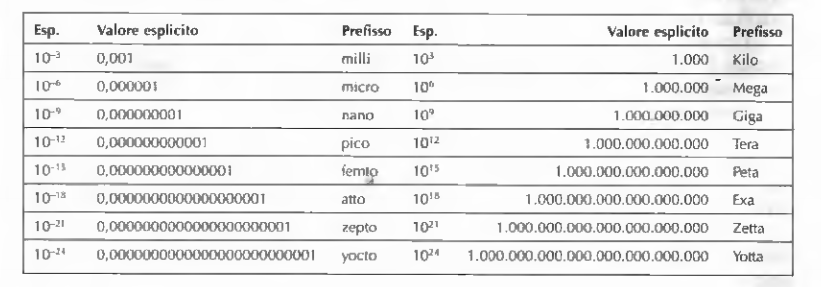 Esp. Valore esplicito Prefisso Esp. Valore esplicito Prefisso
10⁻³ 0,001 milli 10³ 1.000 Kilo
10⁻⁶ 0,000001 micro 10⁶ 1.000.000 Mega
10⁻⁹ 0,000000001 nano 10⁹ 1.000.000.000 Giga
10⁻¹² 0,000000000001 pico 10¹² 1.000.000.000.000 Tera
10⁻¹⁵ 0,000000000000001 femto 10¹⁵ 1.000.000.000.000.000 Peta
10⁻¹⁸ 0,000000000000000001 atto 10¹⁸ 1.000.000.000.000.000.000 Exa
10⁻²¹ 0,000000000000000000001 zepto 10²¹ 1.000.000.000.000.000.000.000 Zetta
10⁻²⁴ 0,000000000000000000000001 yocto 10²⁴ 1.000.000.000.000.000.000.000.000 Yotta